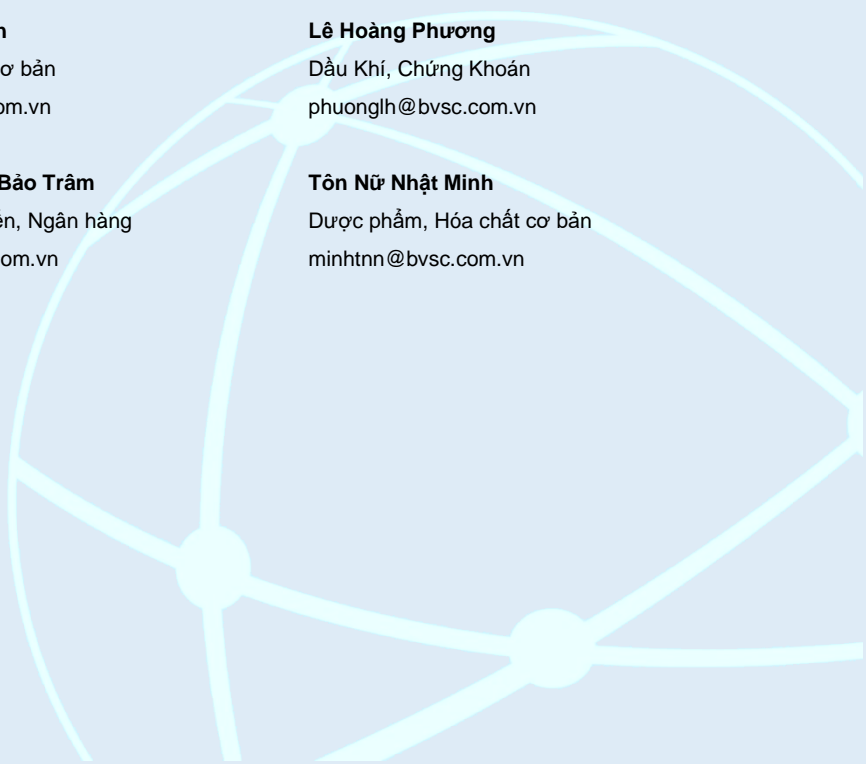 Lê Hoàng Phương
ơ bản
Dầu Khí, Chứng Khoán
om.vn
phuonglh@bvsc.com.vn
Bảo Trâm
Tôn Nữ Nhật Minh
n, Ngân hàng
Dược phẩm, Hóa chất cơ bản
om.vn
minhtnn@bvsc.com.vn